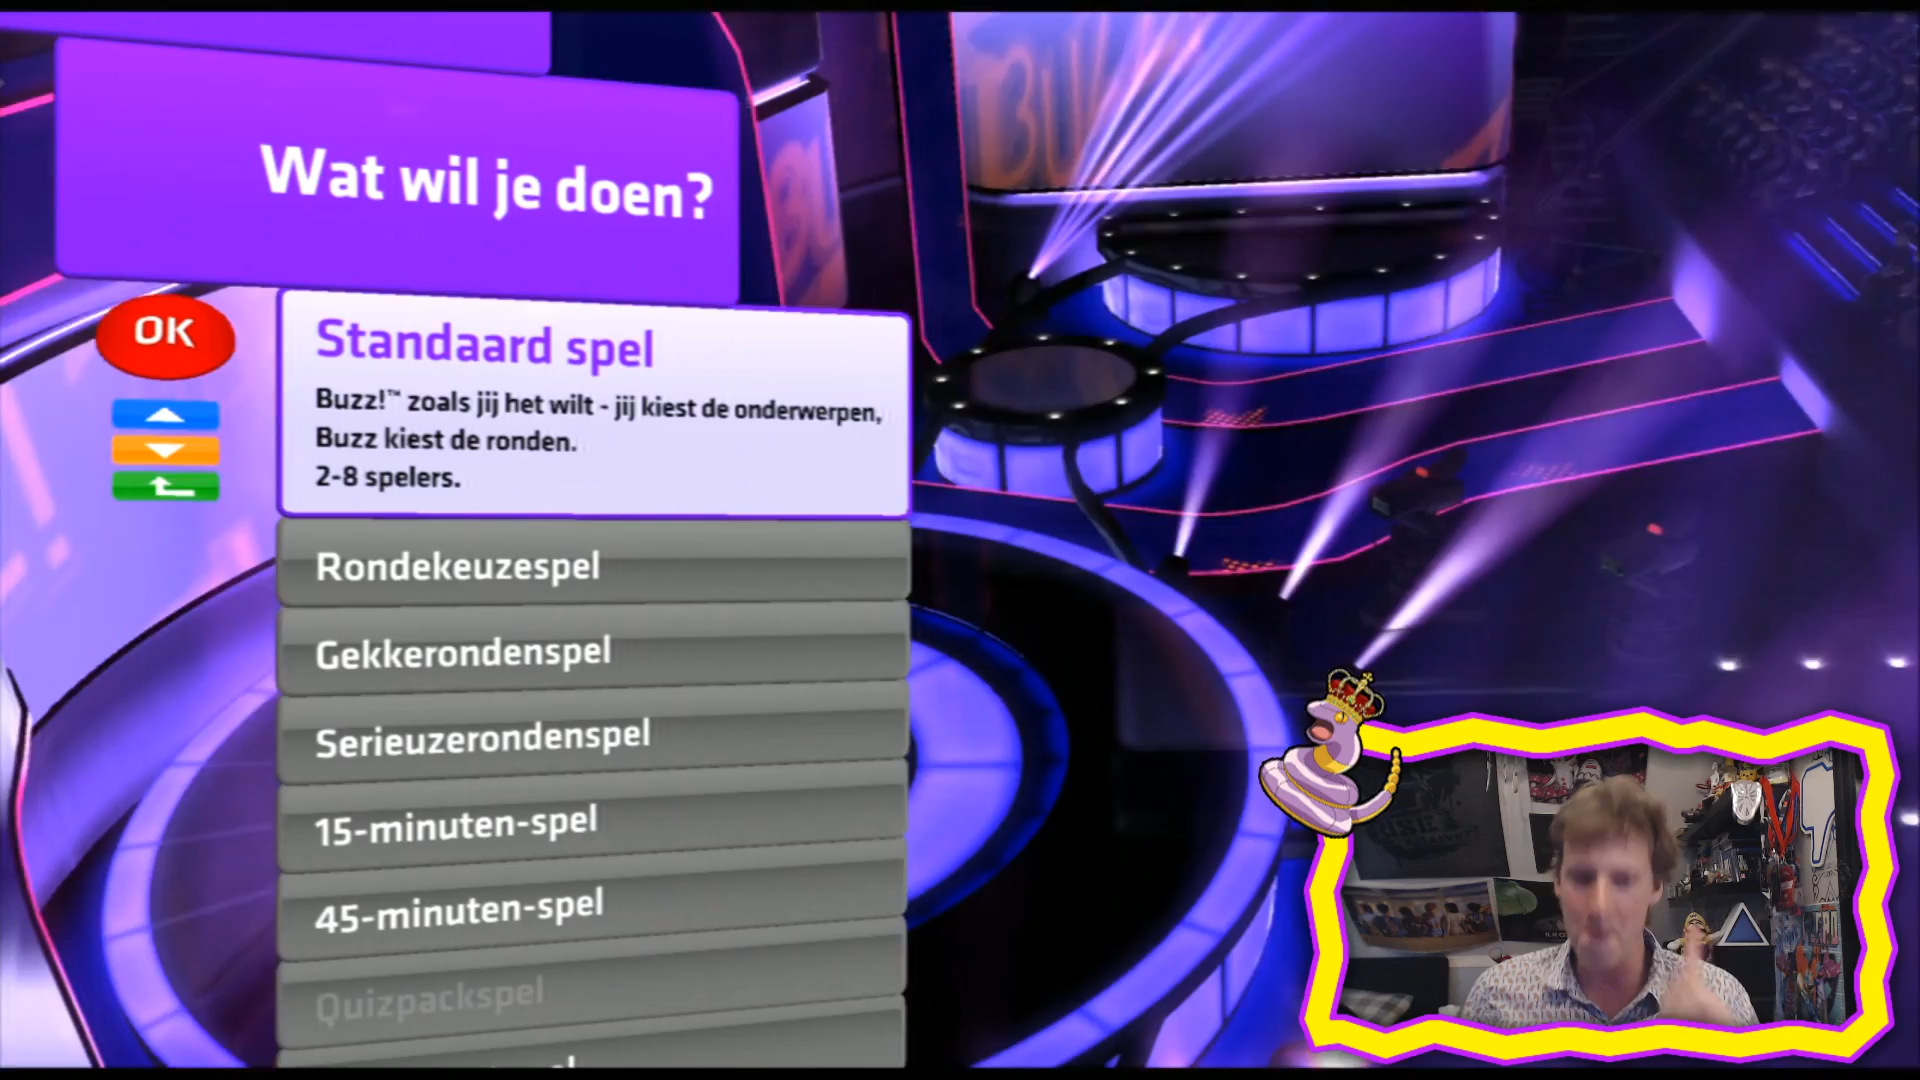 Wat wil je doen?
OK
Standaard spel
Buzz!™ zoals jij het wilt - jij kiest de onderwerpen,
Buzz kiest de ronden.
2-8 spelers.
Rondekeuzespel
Gekkerondenspel
Serieuzerondenspel
15-minuten-spel
45-minuten-spel
Quizpackspel